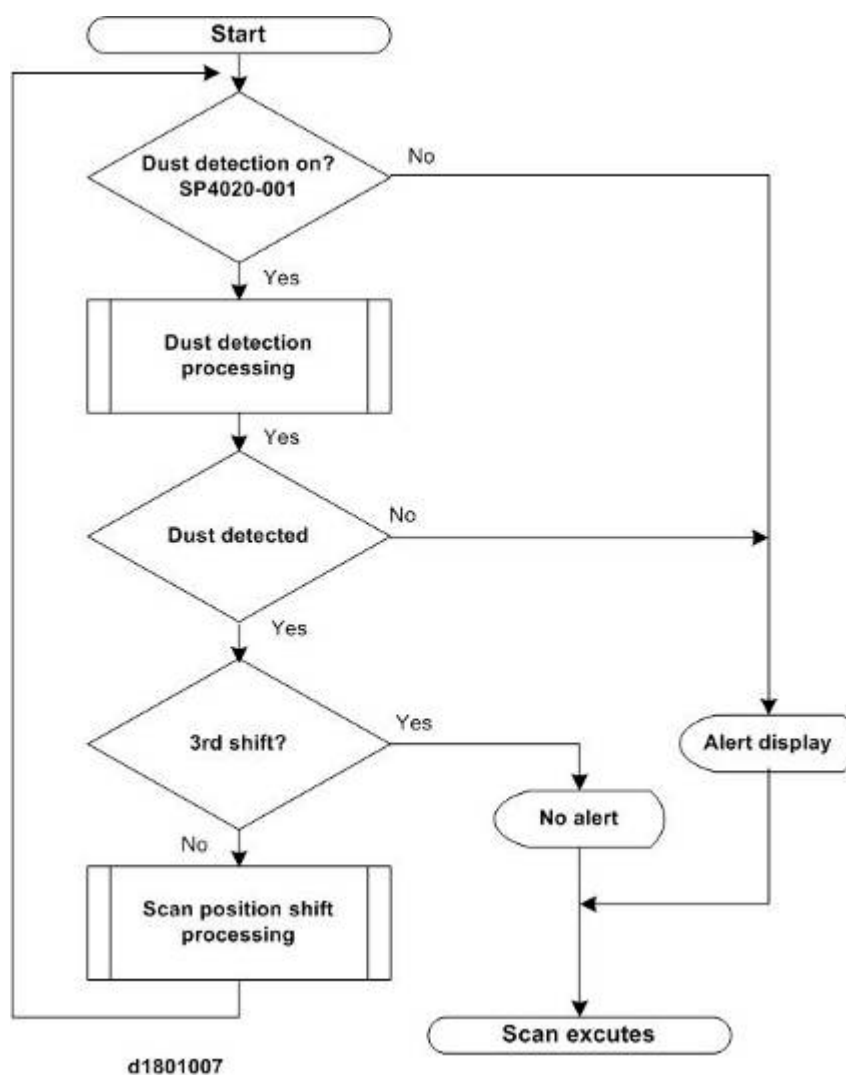 Start
Dust detection on?
SP4020-001
No
Yes
Dust detection
processing
Yes
Dust detected
No
Yes
3rd shift?
Yes
Alert display
No alert
No
Scan position shift
processing
Scan excutes
d1801007